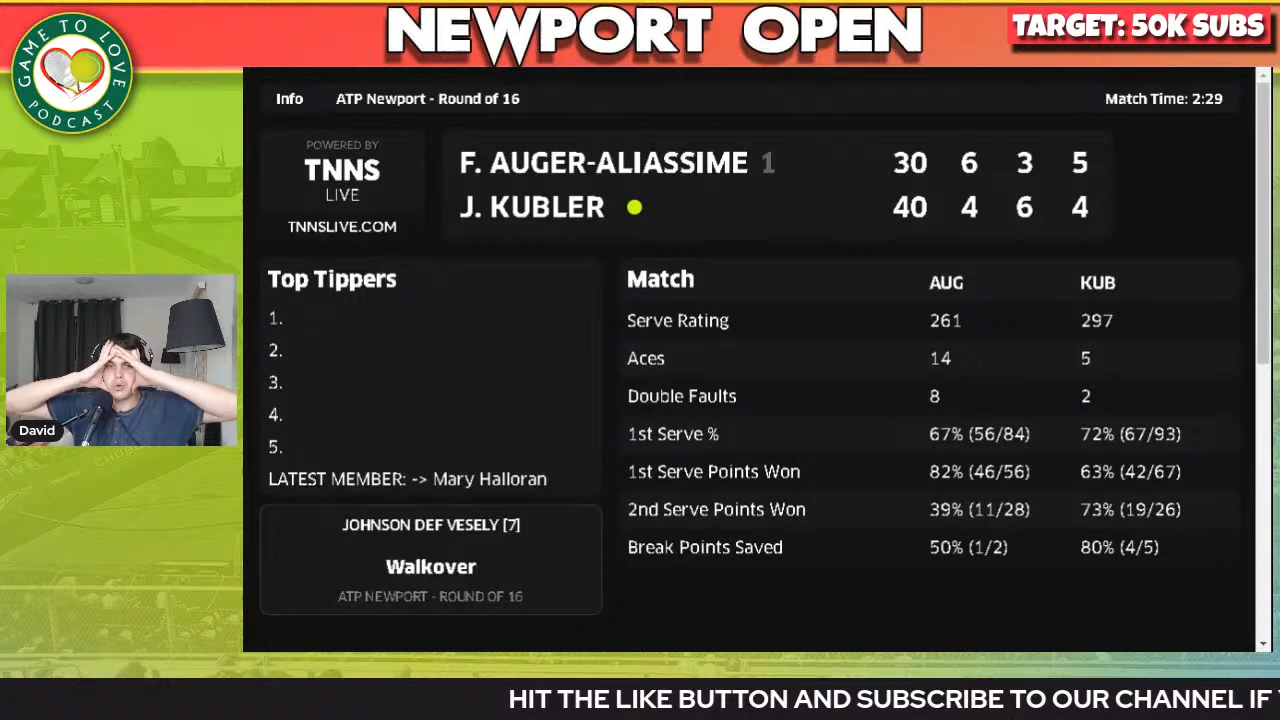 GAME TO LOVE
PODCAST
NEWPORT OPEN
TARGET: 50K SUBS
Info
ATP Newport - Round of 16
Match Time: 2:29
POWERED BY
TNNS
LIVE
TNNSLIVE.COM
F. AUGER-ALIASSIME 1 30 6 3 5
J. KUBLER 40 4 6 4
Top Tippers
1.
2.
3.
4.
5.
LATEST MEMBER: -> Mary Halloran
JOHNSON DEF VESELY [7]
Walkover
ATP NEWPORT - ROUND OF 16
Match AUG KUB
Serve Rating 261 297
Aces 14 5
Double Faults 8 2
1st Serve % 67% (56/84) 72% (67/93)
1st Serve Points Won 82% (46/56) 63% (42/67)
2nd Serve Points Won 39% (11/28) 73% (19/26)
Break Points Saved 50% (1/2) 80% (4/5)
David
HIT THE LIKE BUTTON AND SUBSCRIBE TO OUR CHANNEL IF